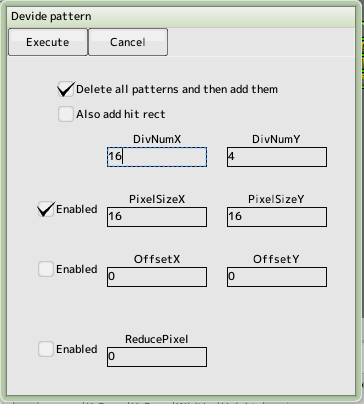 Devide pattern
Execute Cancel
Delete all patterns and then add them
Also add hit rect
DivNumX DivNumY
16 4
PixelSizeX PixelSizeY
Enabled 16 16
OffsetX OffsetY
Enabled 0 0
ReducePixel
Enabled 0